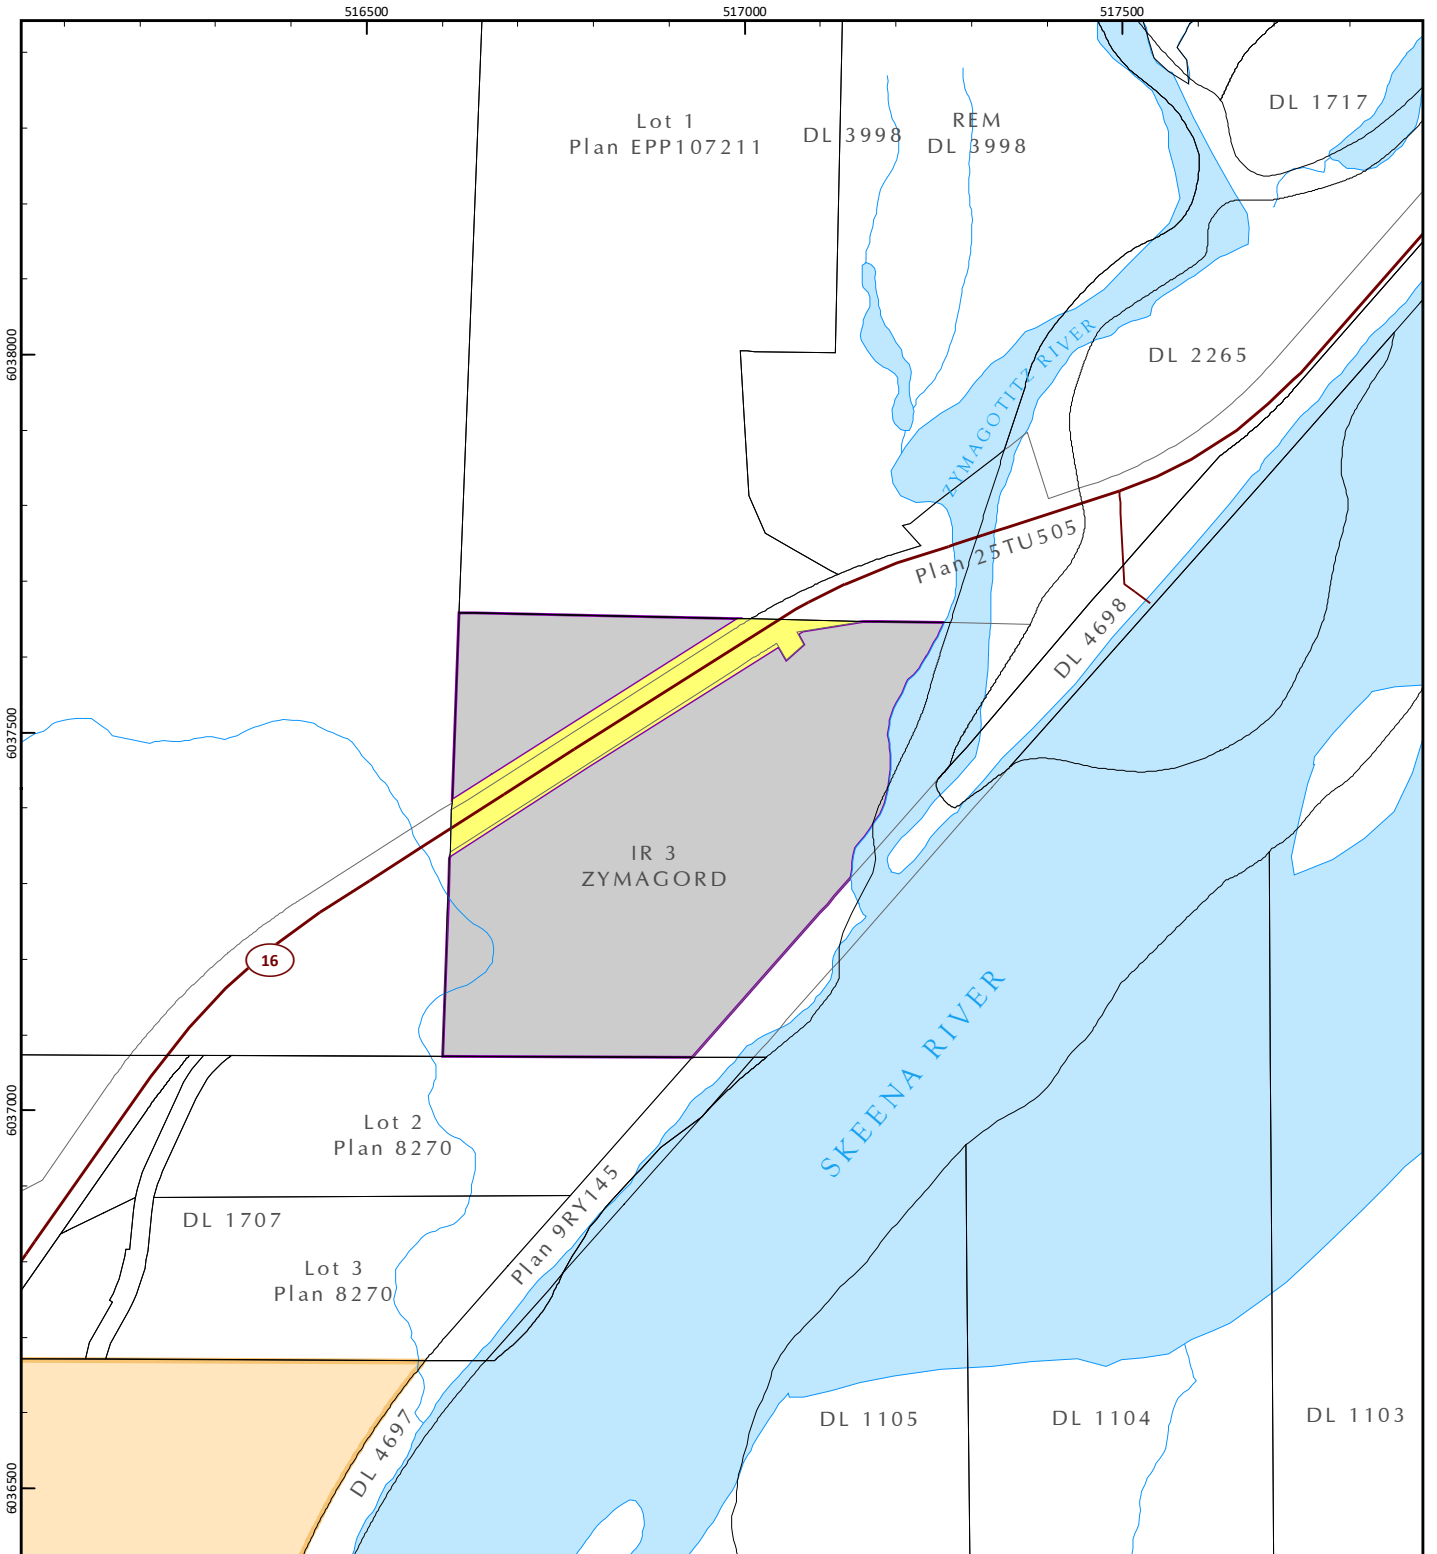 516500
517000
517500
DL 1717
Lot 1
Plan EPP107211
DL 3998
REM
DL 3998
ZYMAGOTITZ RIVER
DL 2265
6038000
Plan 25TU505
DL 4698
6037500
IR 3
ZYMAGORD
16
SKEENA RIVER
6037000
Lot 2
Plan 8270
Plan 9RY145
DL 1707
Lot 3
Plan 8270
DL 4697
DL 1105
DL 1104
DL 1103
6036500